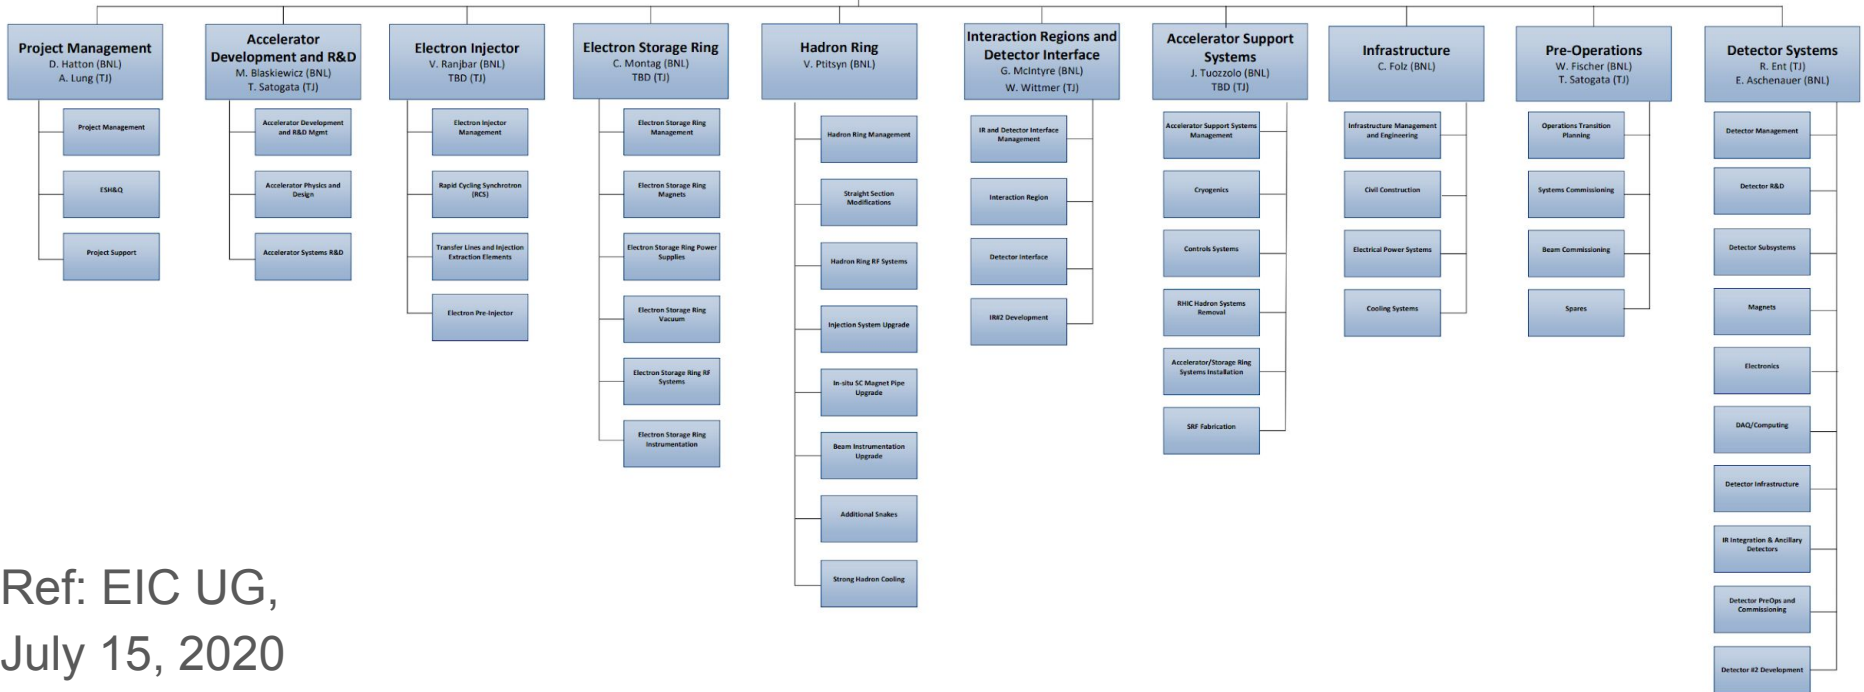 Project Management
D. Hatton (BNL)
A. Lung (TJ)
Project Management
ESH&Q
Project Support
Accelerator
Development and R&D
M. Blaskiewicz (BNL)
T. Satogata (TJ)
Accelerator Development
and R&D Mgmt
Accelerator Physics and
Design
Accelerator Systems R&D
Electron Injector
V. Ranjbar (BNL)
TBD (TJ)
Electron Injector
Management
Rapid Cycling Synchrotron
(RCS)
Transfer Lines and Injection
Extraction Elements
Electron Pre-Injector
Electron Storage Ring
C. Montag (BNL)
TBD (TJ)
Electron Storage Ring
Management
Electron Storage Ring
Magnets
Electron Storage Ring Power
Supplies
Electron Storage Ring
Vacuum
Electron Storage Ring RF
Systems
Electron Storage Ring
Instrumentation
Hadron Ring
V. Ptitsyn (BNL)
Hadron Ring Management
Straight Section
Modifications
Hadron Ring RF Systems
Injection System Upgrade
In-situ SC Magnet Pipe
Upgrade
Beam Instrumentation
Upgrade
Additional Snakes
Strong Hadron Cooling
Interaction Regions and
Detector Interface
G. McIntyre (BNL)
W. Wittmer (TJ)
IR and Detector Interface
Management
Interaction Region
Detector Interface
IR#2 Development
Accelerator Support
Systems
J. Tuozzolo (BNL)
TBD (TJ)
Accelerator Support Systems
Management
Cryogenics
Controls Systems
RHIC Hadron Systems
Removal
Accelerator/Storage Ring
Systems Installation
SRF Fabrication
Infrastructure
C. Folz (BNL)
Infrastructure Management
and Engineering
Civil Construction
Electrical Power Systems
Cooling Systems
Pre-Operations
W. Fischer (BNL)
T. Satogata (TJ)
Operations Transition
Planning
Systems Commissioning
Beam Commissioning
Spares
Detector Systems
R. Ent (TJ)
E. Aschenauer (BNL)
Detector Management
Detector R&D
Detector Subsystems
Magnets
Electronics
DAQ/Computing
Detector Infrastructure
IR Integration & Ancillary
Detectors
Detector PreOps and
Commissioning
Detector #2 Development
Ref: EIC UG,
July 15, 2020